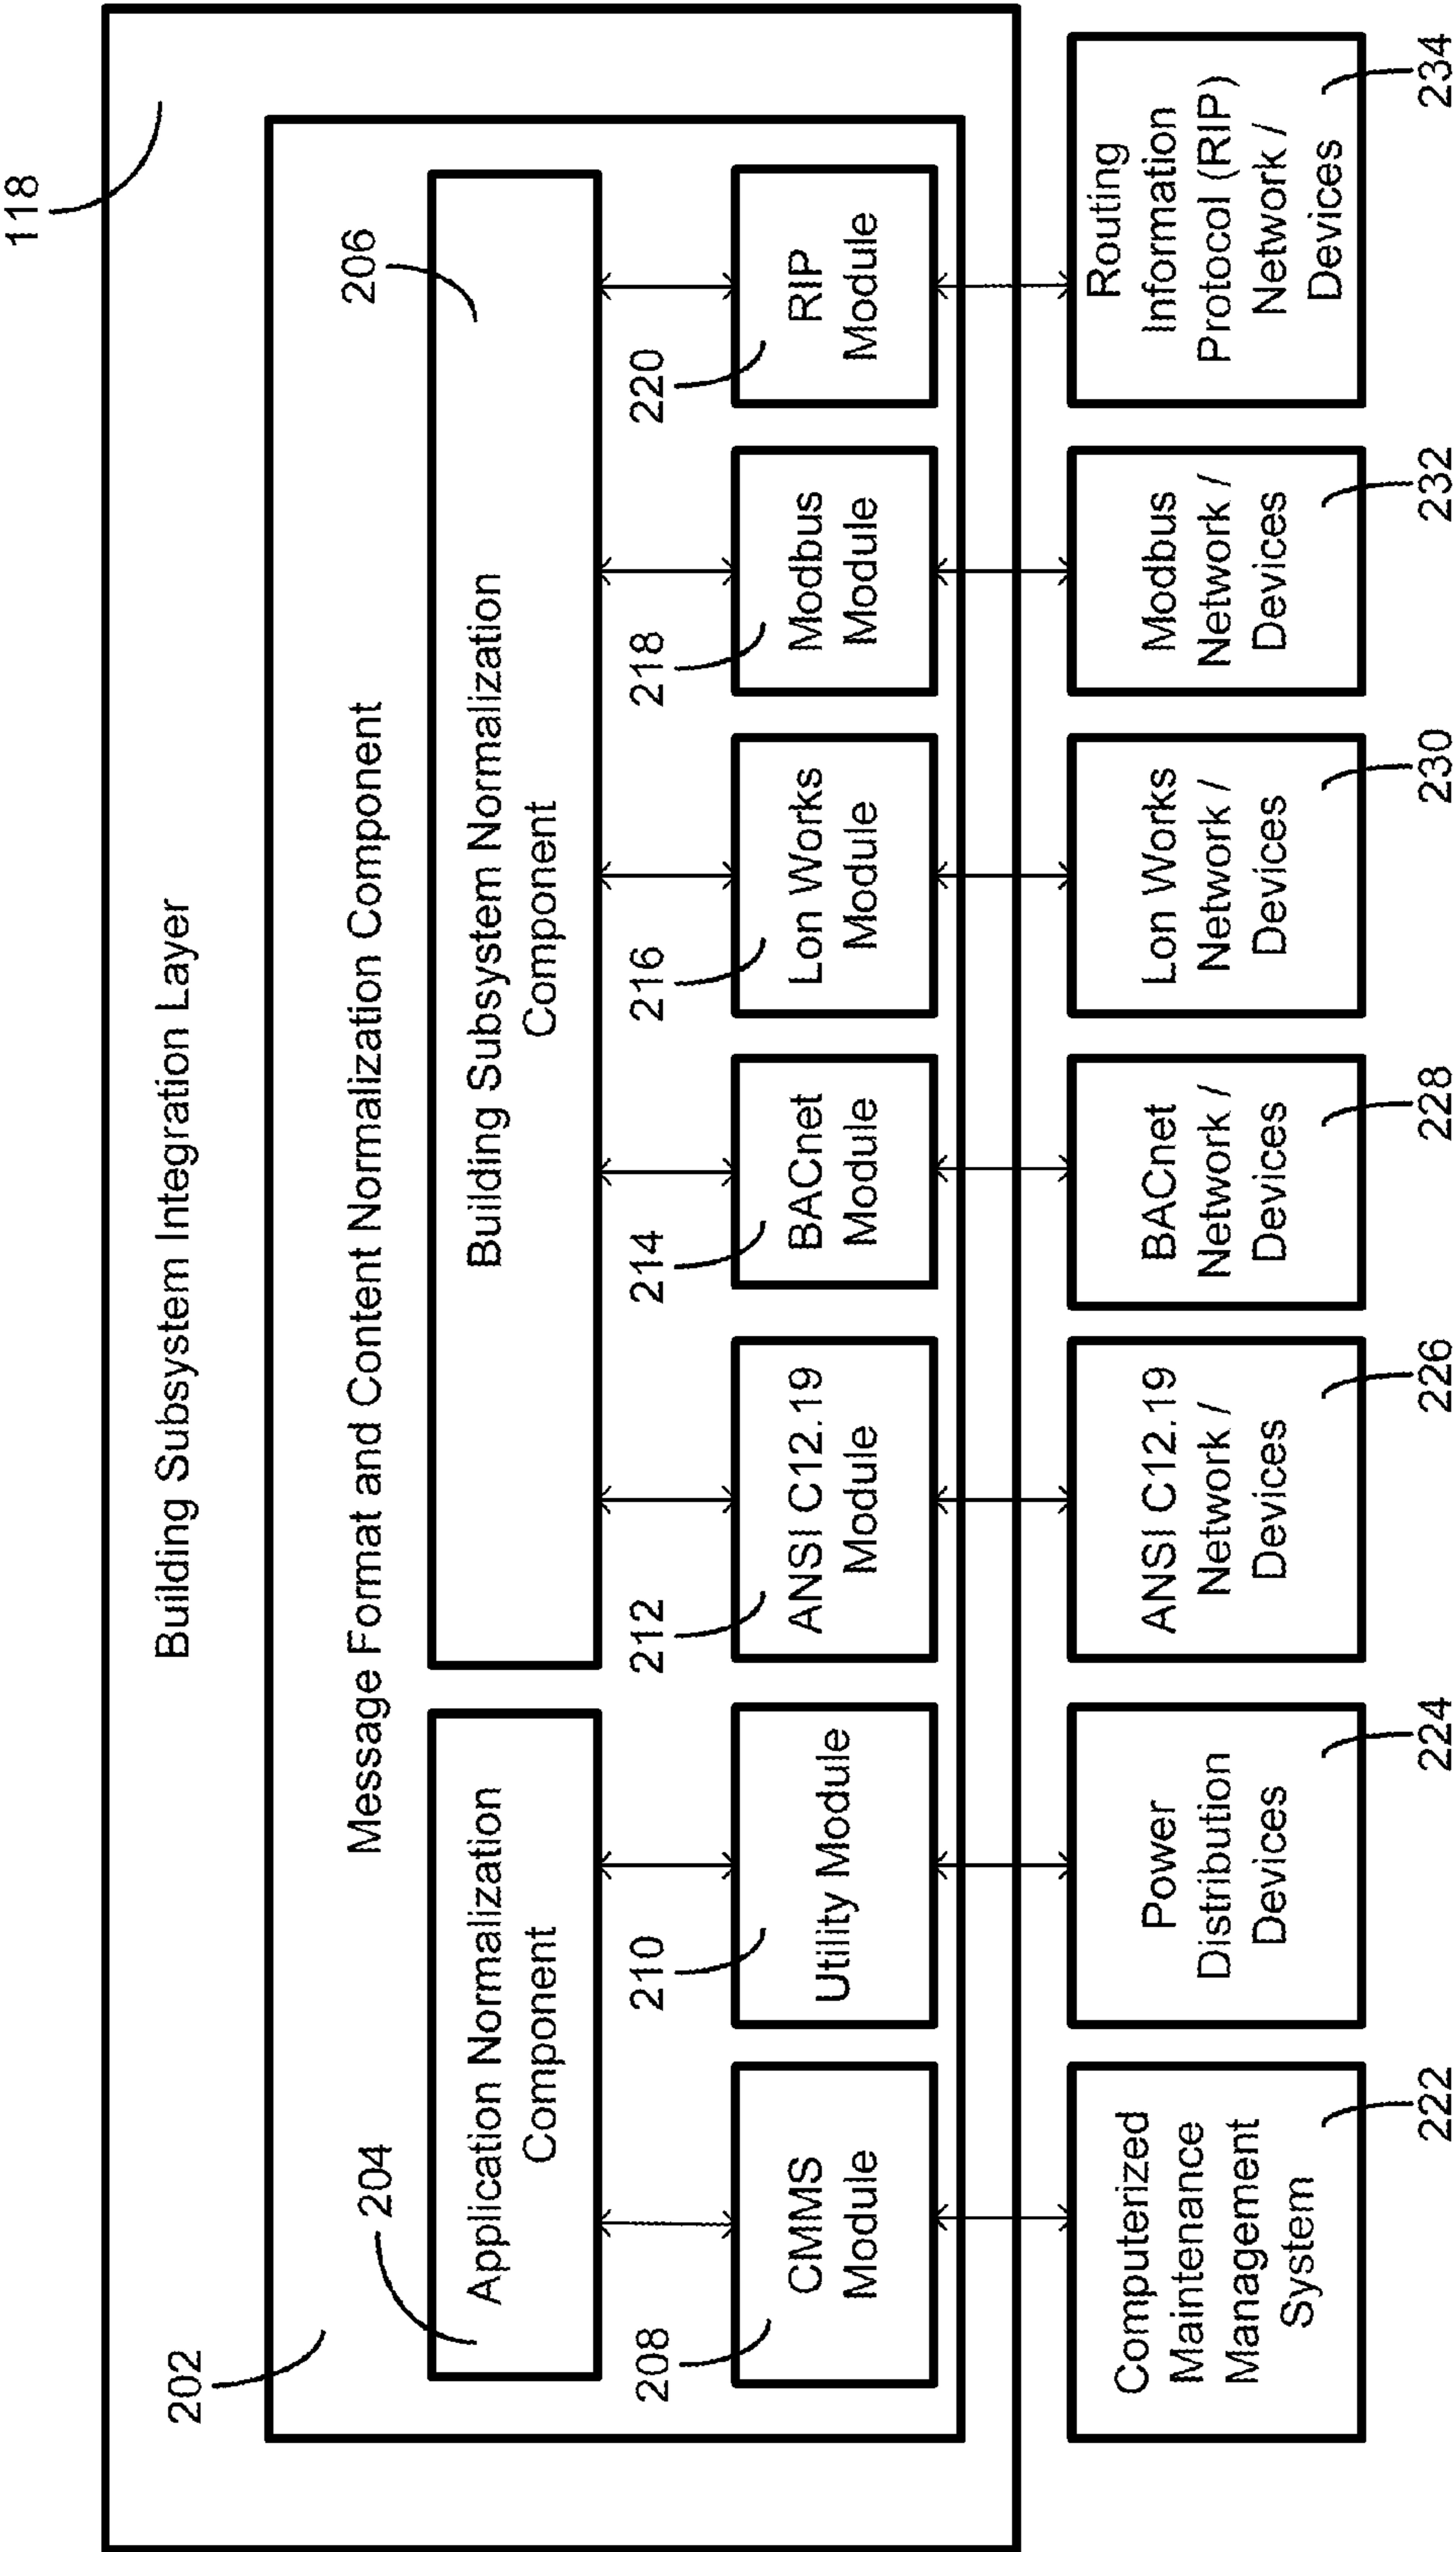 118
Building Subsystem Integration Layer
202
Message Format and Content Normalization Component
204
206
Application Normalization
Component
Building Subsystem Normalization
Component
208
210
212
214
216
218
220
CMMS
Module
Utility Module
ANSI C12.19
Module
BACnet
Module
Lon Works
Module
Modbus
Module
RIP
Module
Computerized
Maintenance
Management
System
Power
Distribution
Devices
ANSI C12.19
Network /
Devices
BACnet
Network /
Devices
Lon Works
Network /
Devices
Modbus
Network /
Devices
Routing
Information
Protocol (RIP)
Network /
Devices
222
224
226
228
230
232
234